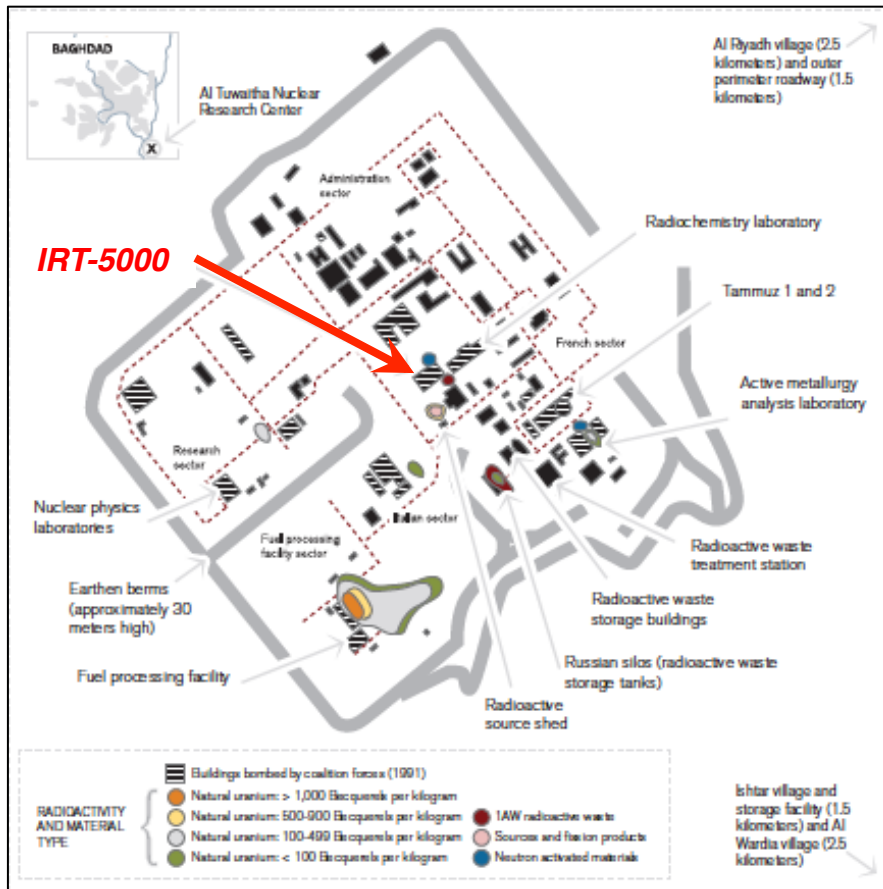 BAGHDAD
X
Al Tuwaitha Nuclear
Research Center
Al Riyadh village (2.5
kilometers) and outer
perimeter roadway (1.5
kilometers)
Administration
sector
Radiochemistry laboratory
IRT-5000
Tammuz 1 and 2
French sector
Active metallurgy
analysis laboratory
Research
sector
Nuclear physics
laboratories
Italian sector
Fuel processing
facility sector
Earthen berms
(approximately 30
meters high)
Radioactive waste
treatment station
Radioactive waste
storage buildings
Fuel processing facility
Russian silos (radioactive waste
storage tanks)
Radioactive
source shed
Buildings bombed by coalition forces (1991)
RADIOACTIVITY
AND MATERIAL
TYPE
Natural uranium: > 1,000 Becquerels per kilogram
Natural uranium: 500-900 Becquerels per kilogram
Natural uranium: 100-499 Becquerels per kilogram
Natural uranium: < 100 Becquerels per kilogram
1AW radioactive waste
Sources and fission products
Neutron activated materials
Ishtar village and
storage facility (1.5
kilometers) and Al
Wardia village (2.5
kilometers)